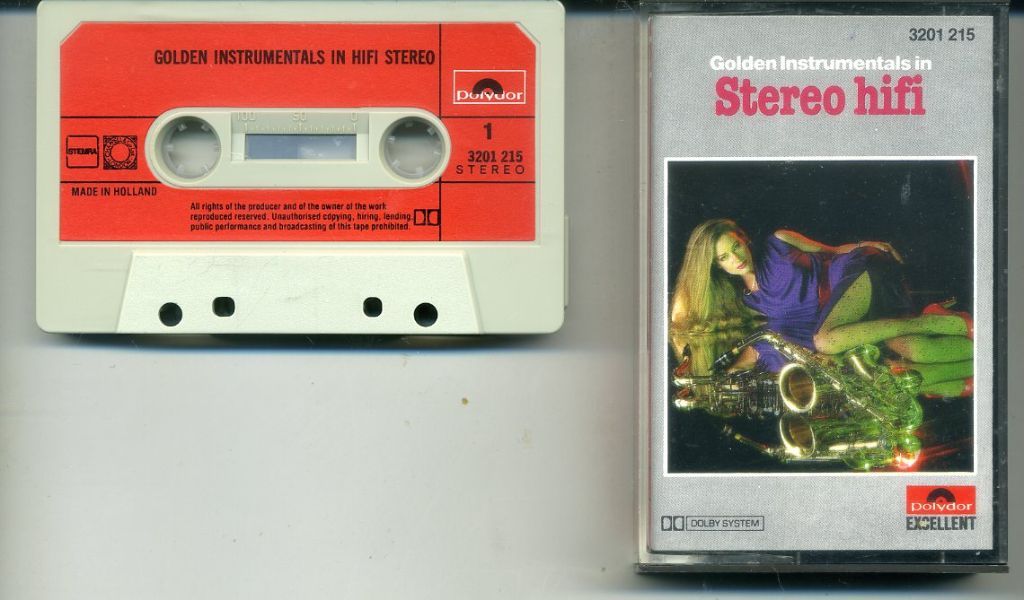 GOLDEN INSTRUMENTALS IN HIFI STEREO
polydor
100 50 0
STEMRA
1
3201 215
STEREO
MADE IN HOLLAND
All rights of the producer and of the owner of the work
reproduced reserved. Unauthorised copying, hiring, lending,
public performance and broadcasting of this tape prohibited.
3201 215
Golden Instrumentals in
Stereo hifi
DOLBY SYSTEM
polydor
EXCELLENT